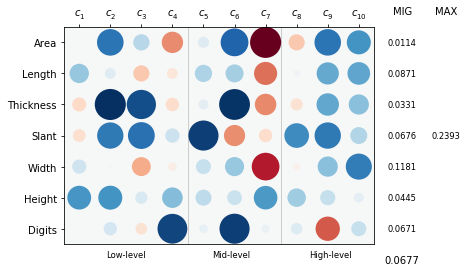 c1 c2 c3 c4 c5 c6 c7 c8 c9 c10 MIG MAX
Area 0.0114
Length 0.0871
Thickness 0.0331
Slant 0.0676 0.2393
Width 0.1181
Height 0.0445
Digits 0.0671
Low-level Mid-level High-level 0.0677